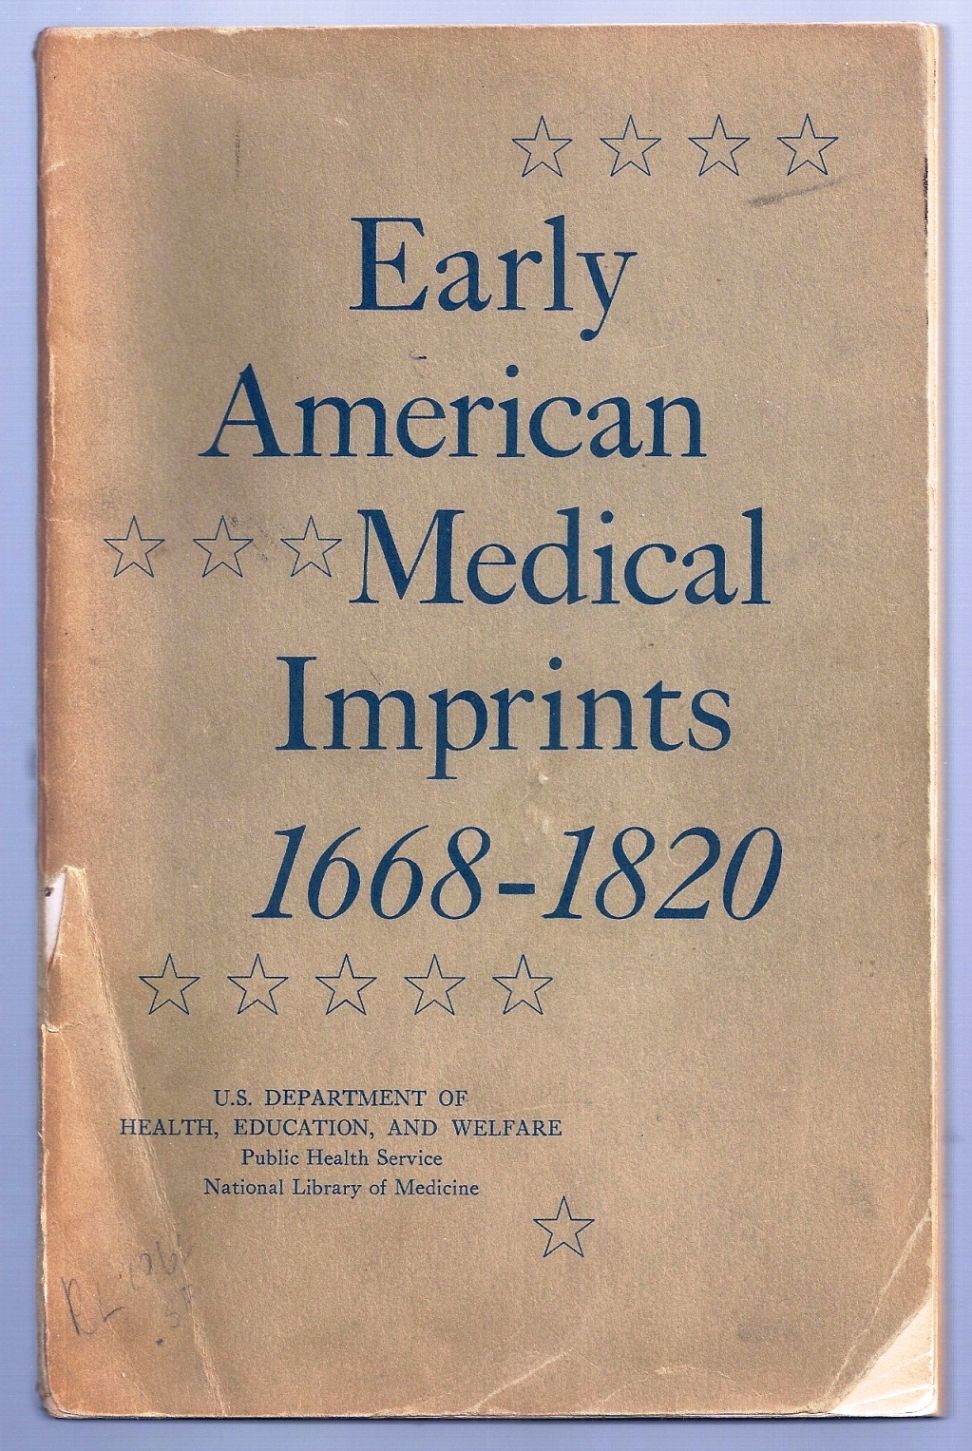 Early
American
Medical
Imprints
1668-1820
U.S. DEPARTMENT OF
HEALTH, EDUCATION, AND WELFARE
Public Health Service
National Library of Medicine